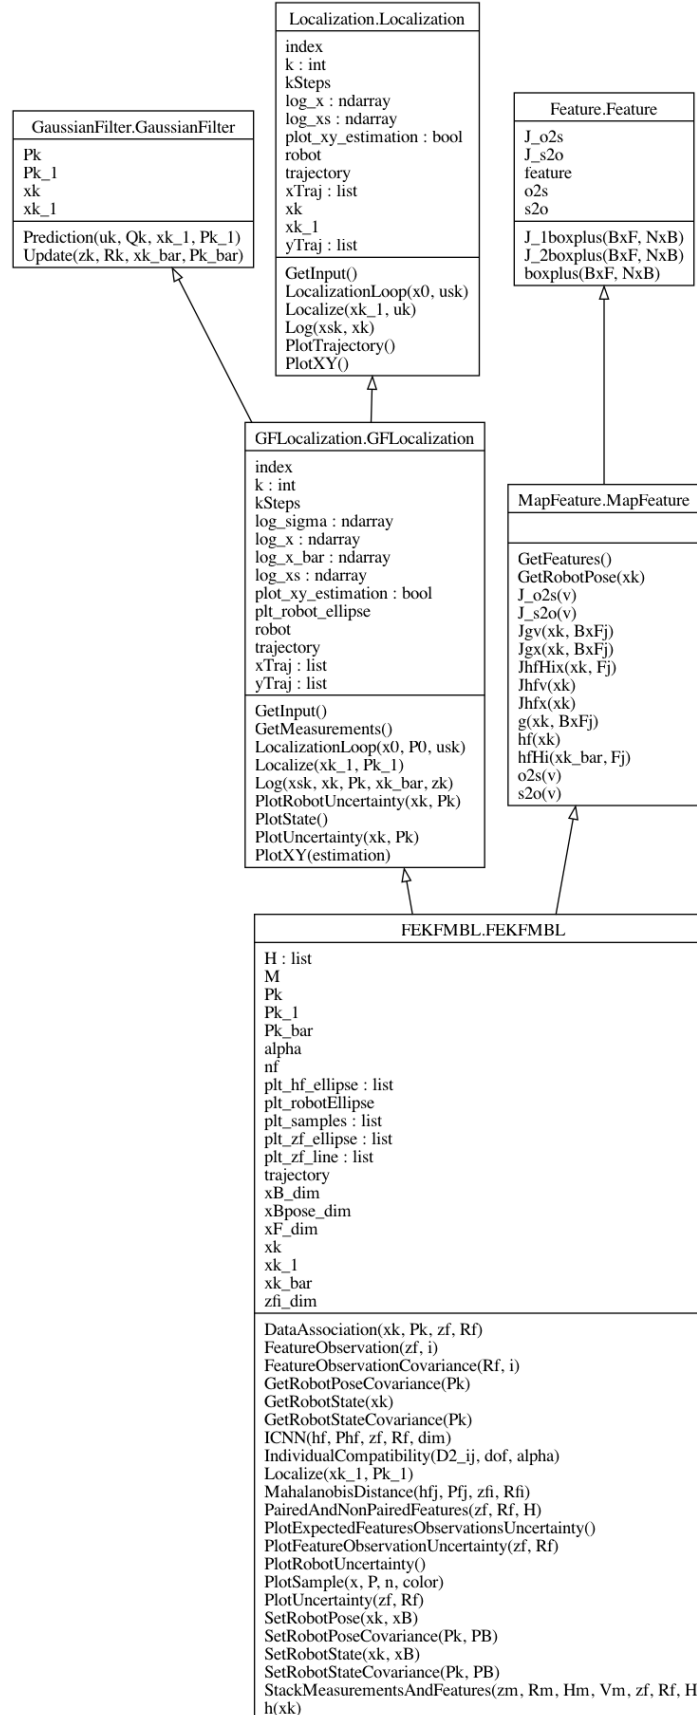 Localization.Localization
index
k : int
kSteps
log_x : ndarray
log_xs : ndarray
plot_xy_estimation : bool
robot
trajectory
xTraj : list
xk
xk_1
yTraj : list
GetInput()
LocalizationLoop(x0, usk)
Localize(xk_1, uk)
Log(xsk, xk)
PlotTrajectory()
PlotXY()
GaussianFilter.GaussianFilter
Pk
Pk_1
xk
xk_1
Prediction(uk, Qk, xk_1, Pk_1)
Update(zk, Rk, xk_bar, Pk_bar)
Feature.Feature
J_o2s
J_s2o
feature
o2s
s2o
J_1boxplus(BxF, NxB)
J_2boxplus(BxF, NxB)
boxplus(BxF, NxB)
GFLocalization.GFLocalization
index
k : int
kSteps
log_sigma : ndarray
log_x : ndarray
log_x_bar : ndarray
log_xs : ndarray
plot_xy_estimation : bool
plt_robot_ellipse
robot
trajectory
xTraj : list
yTraj : list
GetInput()
GetMeasurements()
LocalizationLoop(x0, P0, usk)
Localize(xk_1, Pk_1)
Log(xsk, xk, Pk, xk_bar, zk)
PlotRobotUncertainty(xk, Pk)
PlotState()
PlotUncertainty(xk, Pk)
PlotXY(estimation)
MapFeature.MapFeature
GetFeatures()
GetRobotPose(xk)
J_o2s(v)
J_s2o(v)
Jgv(xk, BxFj)
Jgx(xk, BxFj)
JhfHix(xk, Fj)
Jhfv(xk)
Jhfx(xk)
g(xk, BxFj)
hf(xk)
hfHi(xk_bar, Fj)
o2s(v)
s2o(v)
FEKFMBL.FEKFMBL
H : list
M
Pk
Pk_1
Pk_bar
alpha
nf
plt_hf_ellipse : list
plt_robotEllipse
plt_samples : list
plt_zf_ellipse : list
plt_zf_line : list
trajectory
xB_dim
xBpose_dim
xF_dim
xk
xk_1
xk_bar
zfi_dim
DataAssociation(xk, Pk, zf, Rf)
FeatureObservation(zf, i)
FeatureObservationCovariance(Rf, i)
GetRobotPoseCovariance(Pk)
GetRobotState(xk)
GetRobotStateCovariance(Pk)
ICNN(hf, Phf, zf, Rf, dim)
IndividualCompatibility(D2_ij, dof, alpha)
Localize(xk_1, Pk_1)
MahalanobisDistance(hfj, Pfj, zfi, Rfi)
PairedAndNonPairedFeatures(zf, Rf, H)
PlotExpectedFeaturesObservationsUncertainty()
PlotFeatureObservationUncertainty(zf, Rf)
PlotRobotUncertainty()
PlotSample(x, P, n, color)
PlotUncertainty(zf, Rf)
SetRobotPose(xk, xB)
SetRobotPoseCovariance(Pk, PB)
SetRobotState(xk, xB)
SetRobotStateCovariance(Pk, PB)
StackMeasurementsAndFeatures(zm, Rm, Hm, Vm, zf, Rf, H
h(xk)